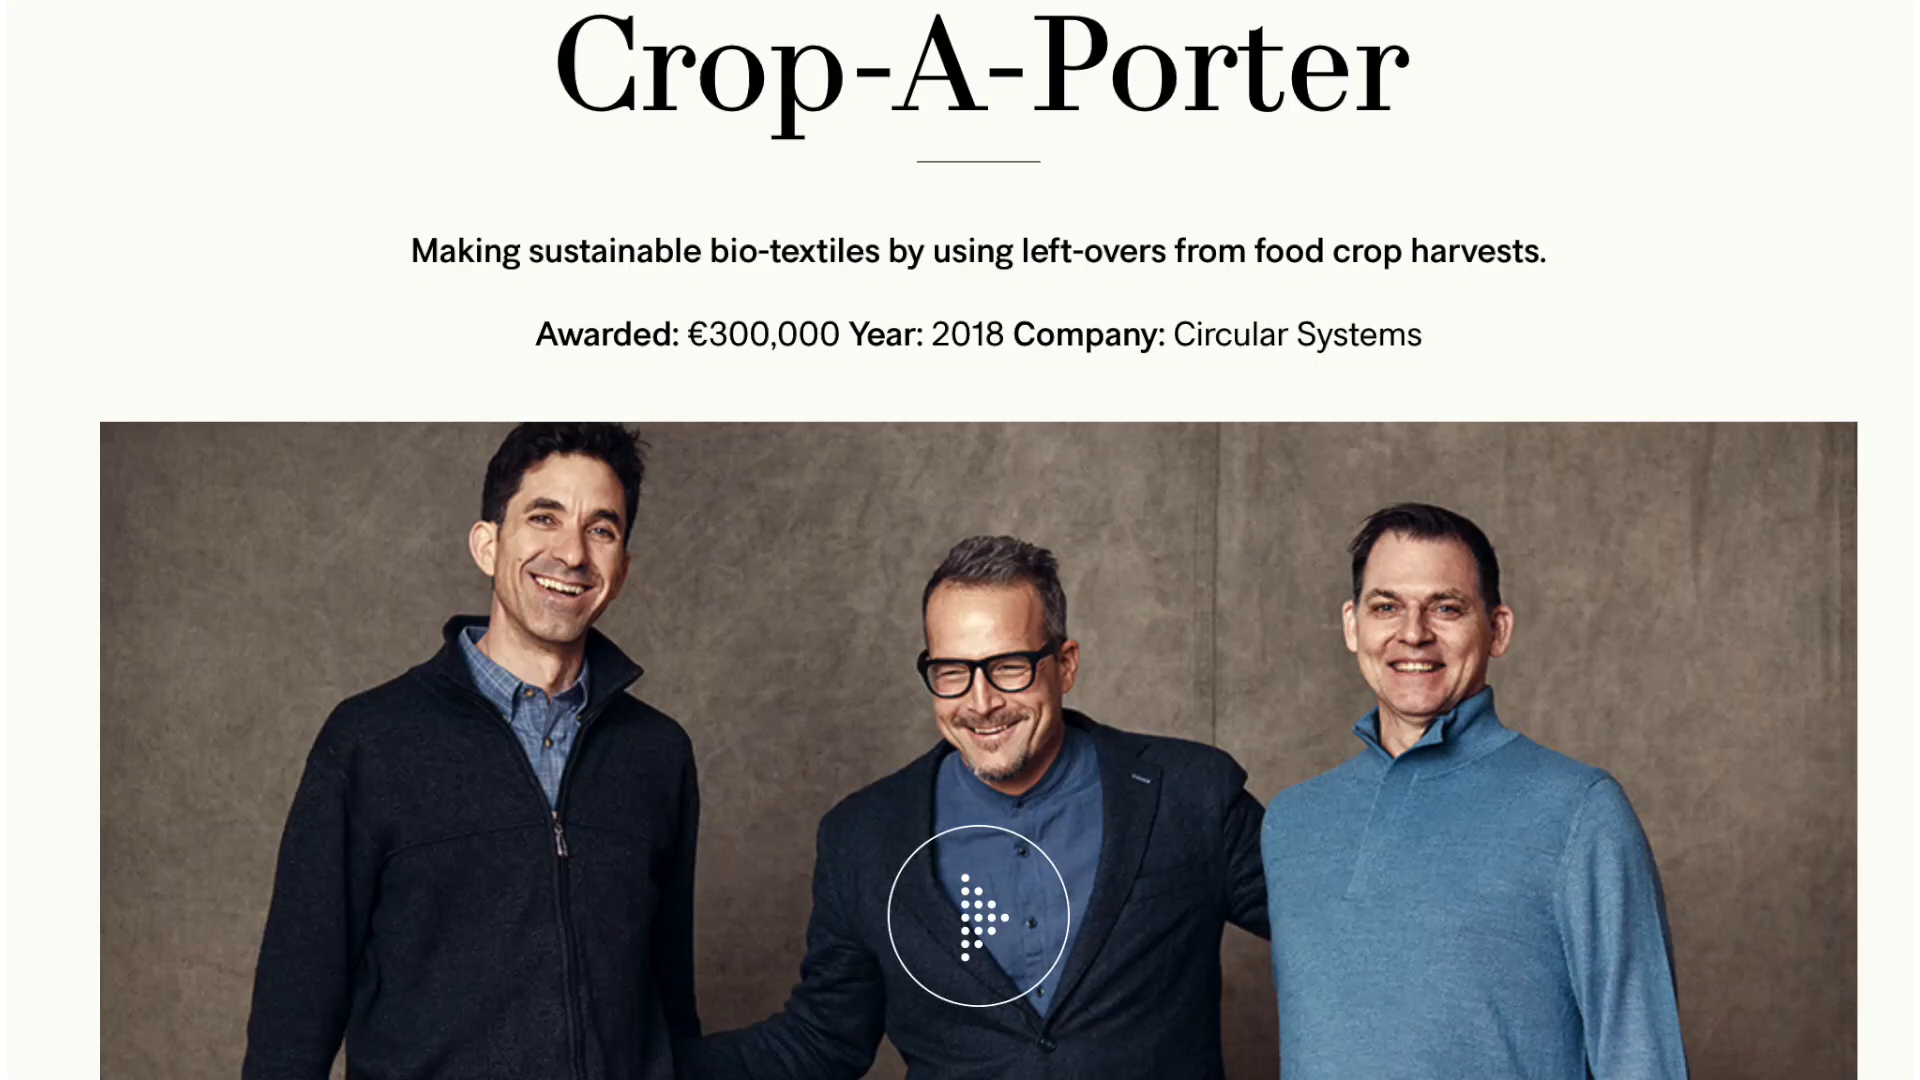 Crop-A-Porter
Making sustainable bio-textiles by using left-overs from food crop harvests.
Awarded: €300,000 Year: 2018 Company: Circular Systems